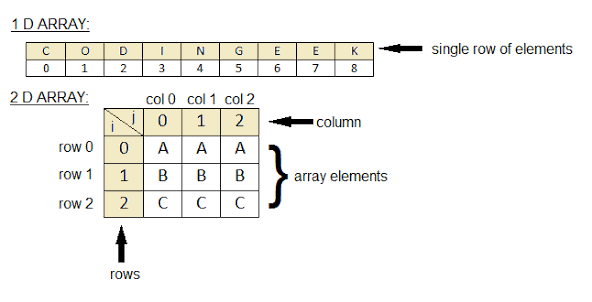 1 D ARRAY:
C O D I N G E E K
single row of elements
0 1 2 3 4 5 6 7 8
2 D ARRAY:
col 0 col 1 col 2
i j 0 1 2
column
row 0 0 A A A
row 1 1 B B B
array elements
row 2 2 C C C
rows